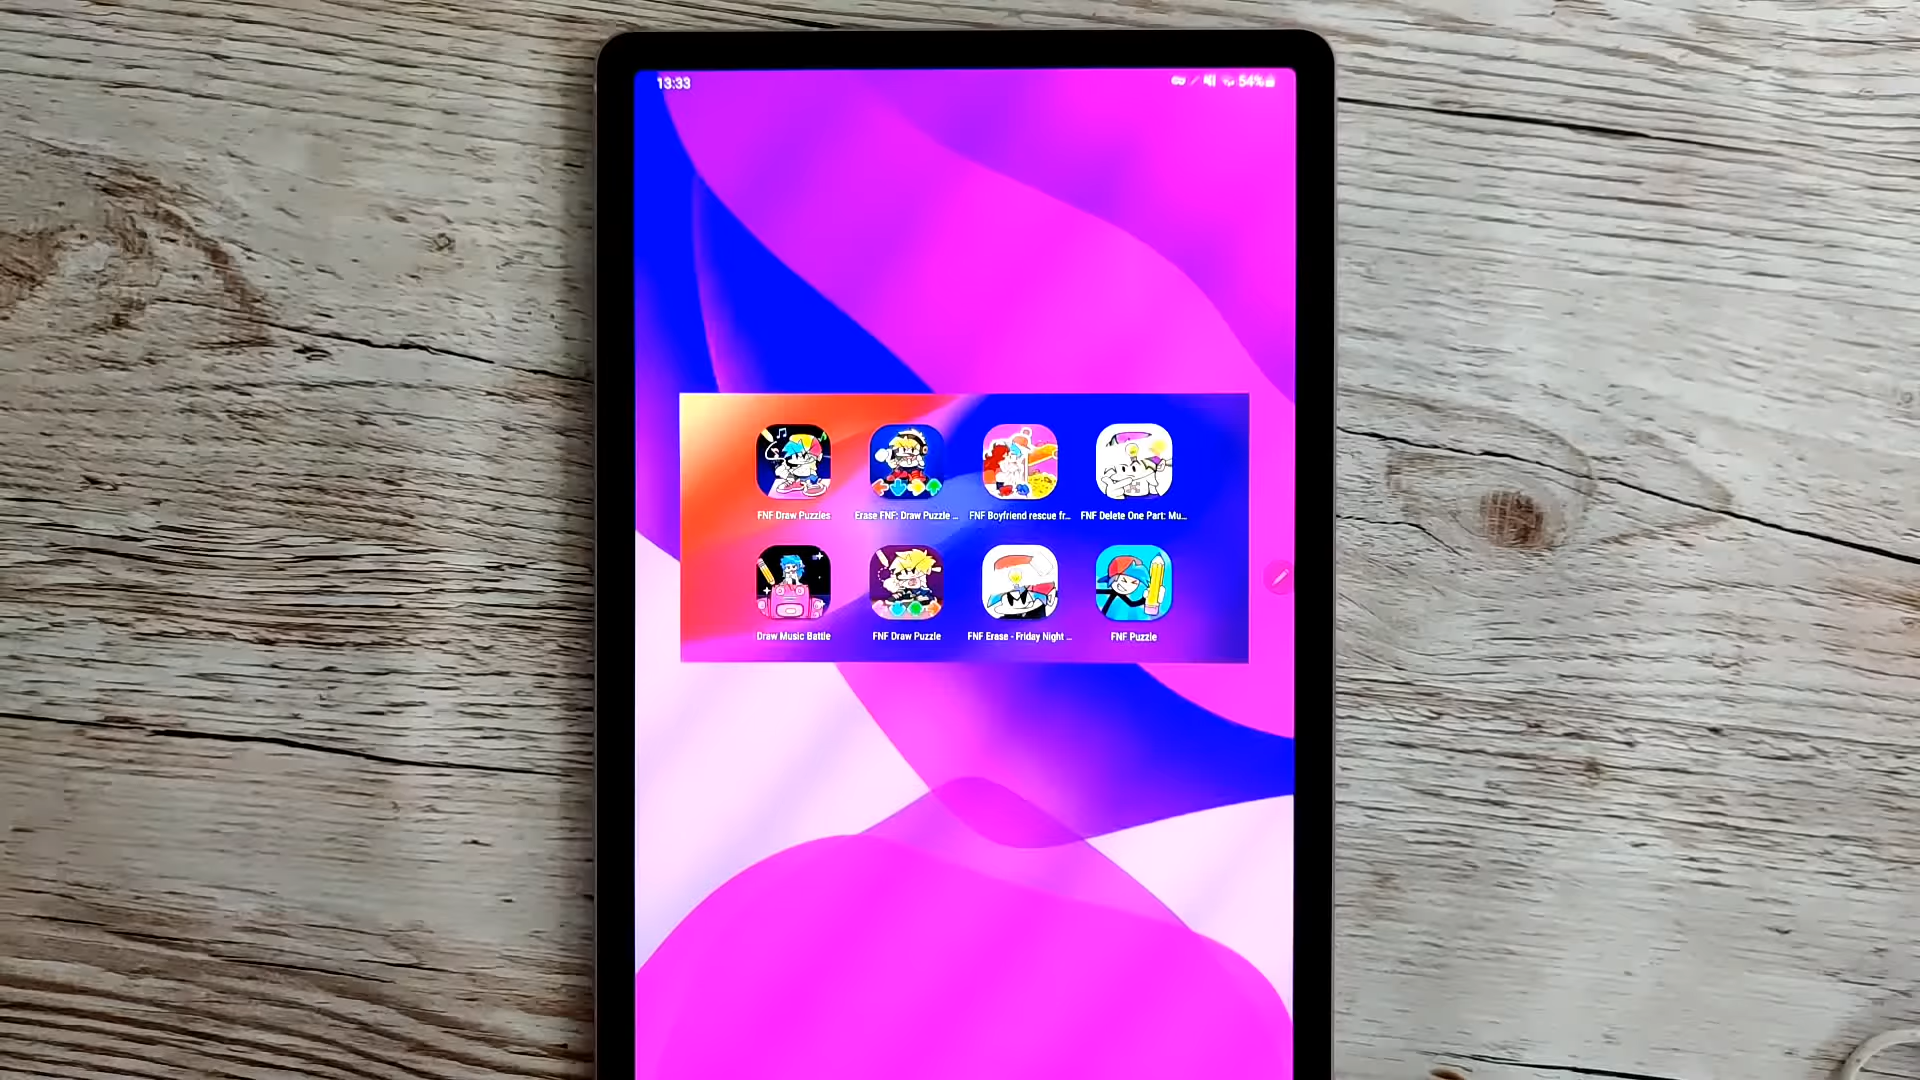 13:33
54%
FNF Draw Puzzles
Erase FNF: Draw Puzzle ...
FNF Boyfriend rescue fr...
FNF Delete One Part: Mu...
Draw Music Battle
FNF Draw Puzzle
FNF Erase - Friday Night ...
FNF Puzzle